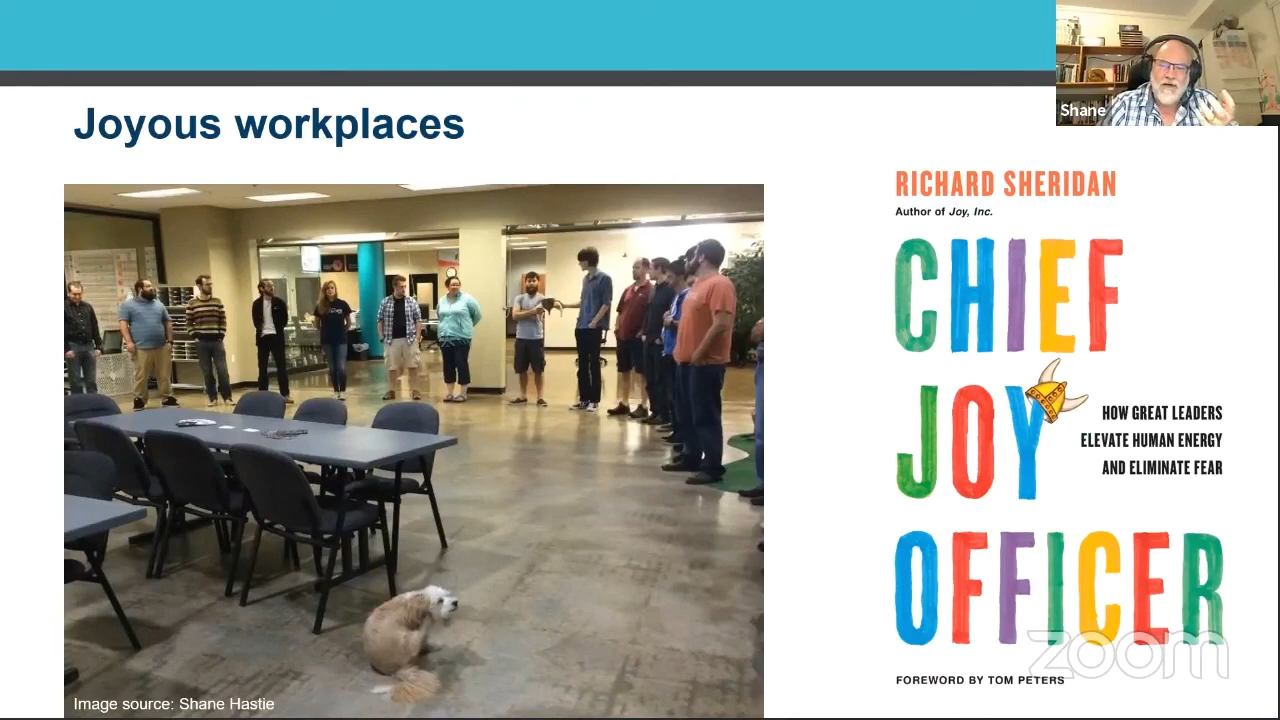 Shane
Joyous workplaces
RICHARD SHERIDAN
Author of Joy, Inc.
CHIEF
JOY
HOW GREAT LEADERS
ELEVATE HUMAN ENERGY
AND ELIMINATE FEAR
OFFICER
zoom
FOREWORD BY TOM PETERS
Image source: Shane Hastie